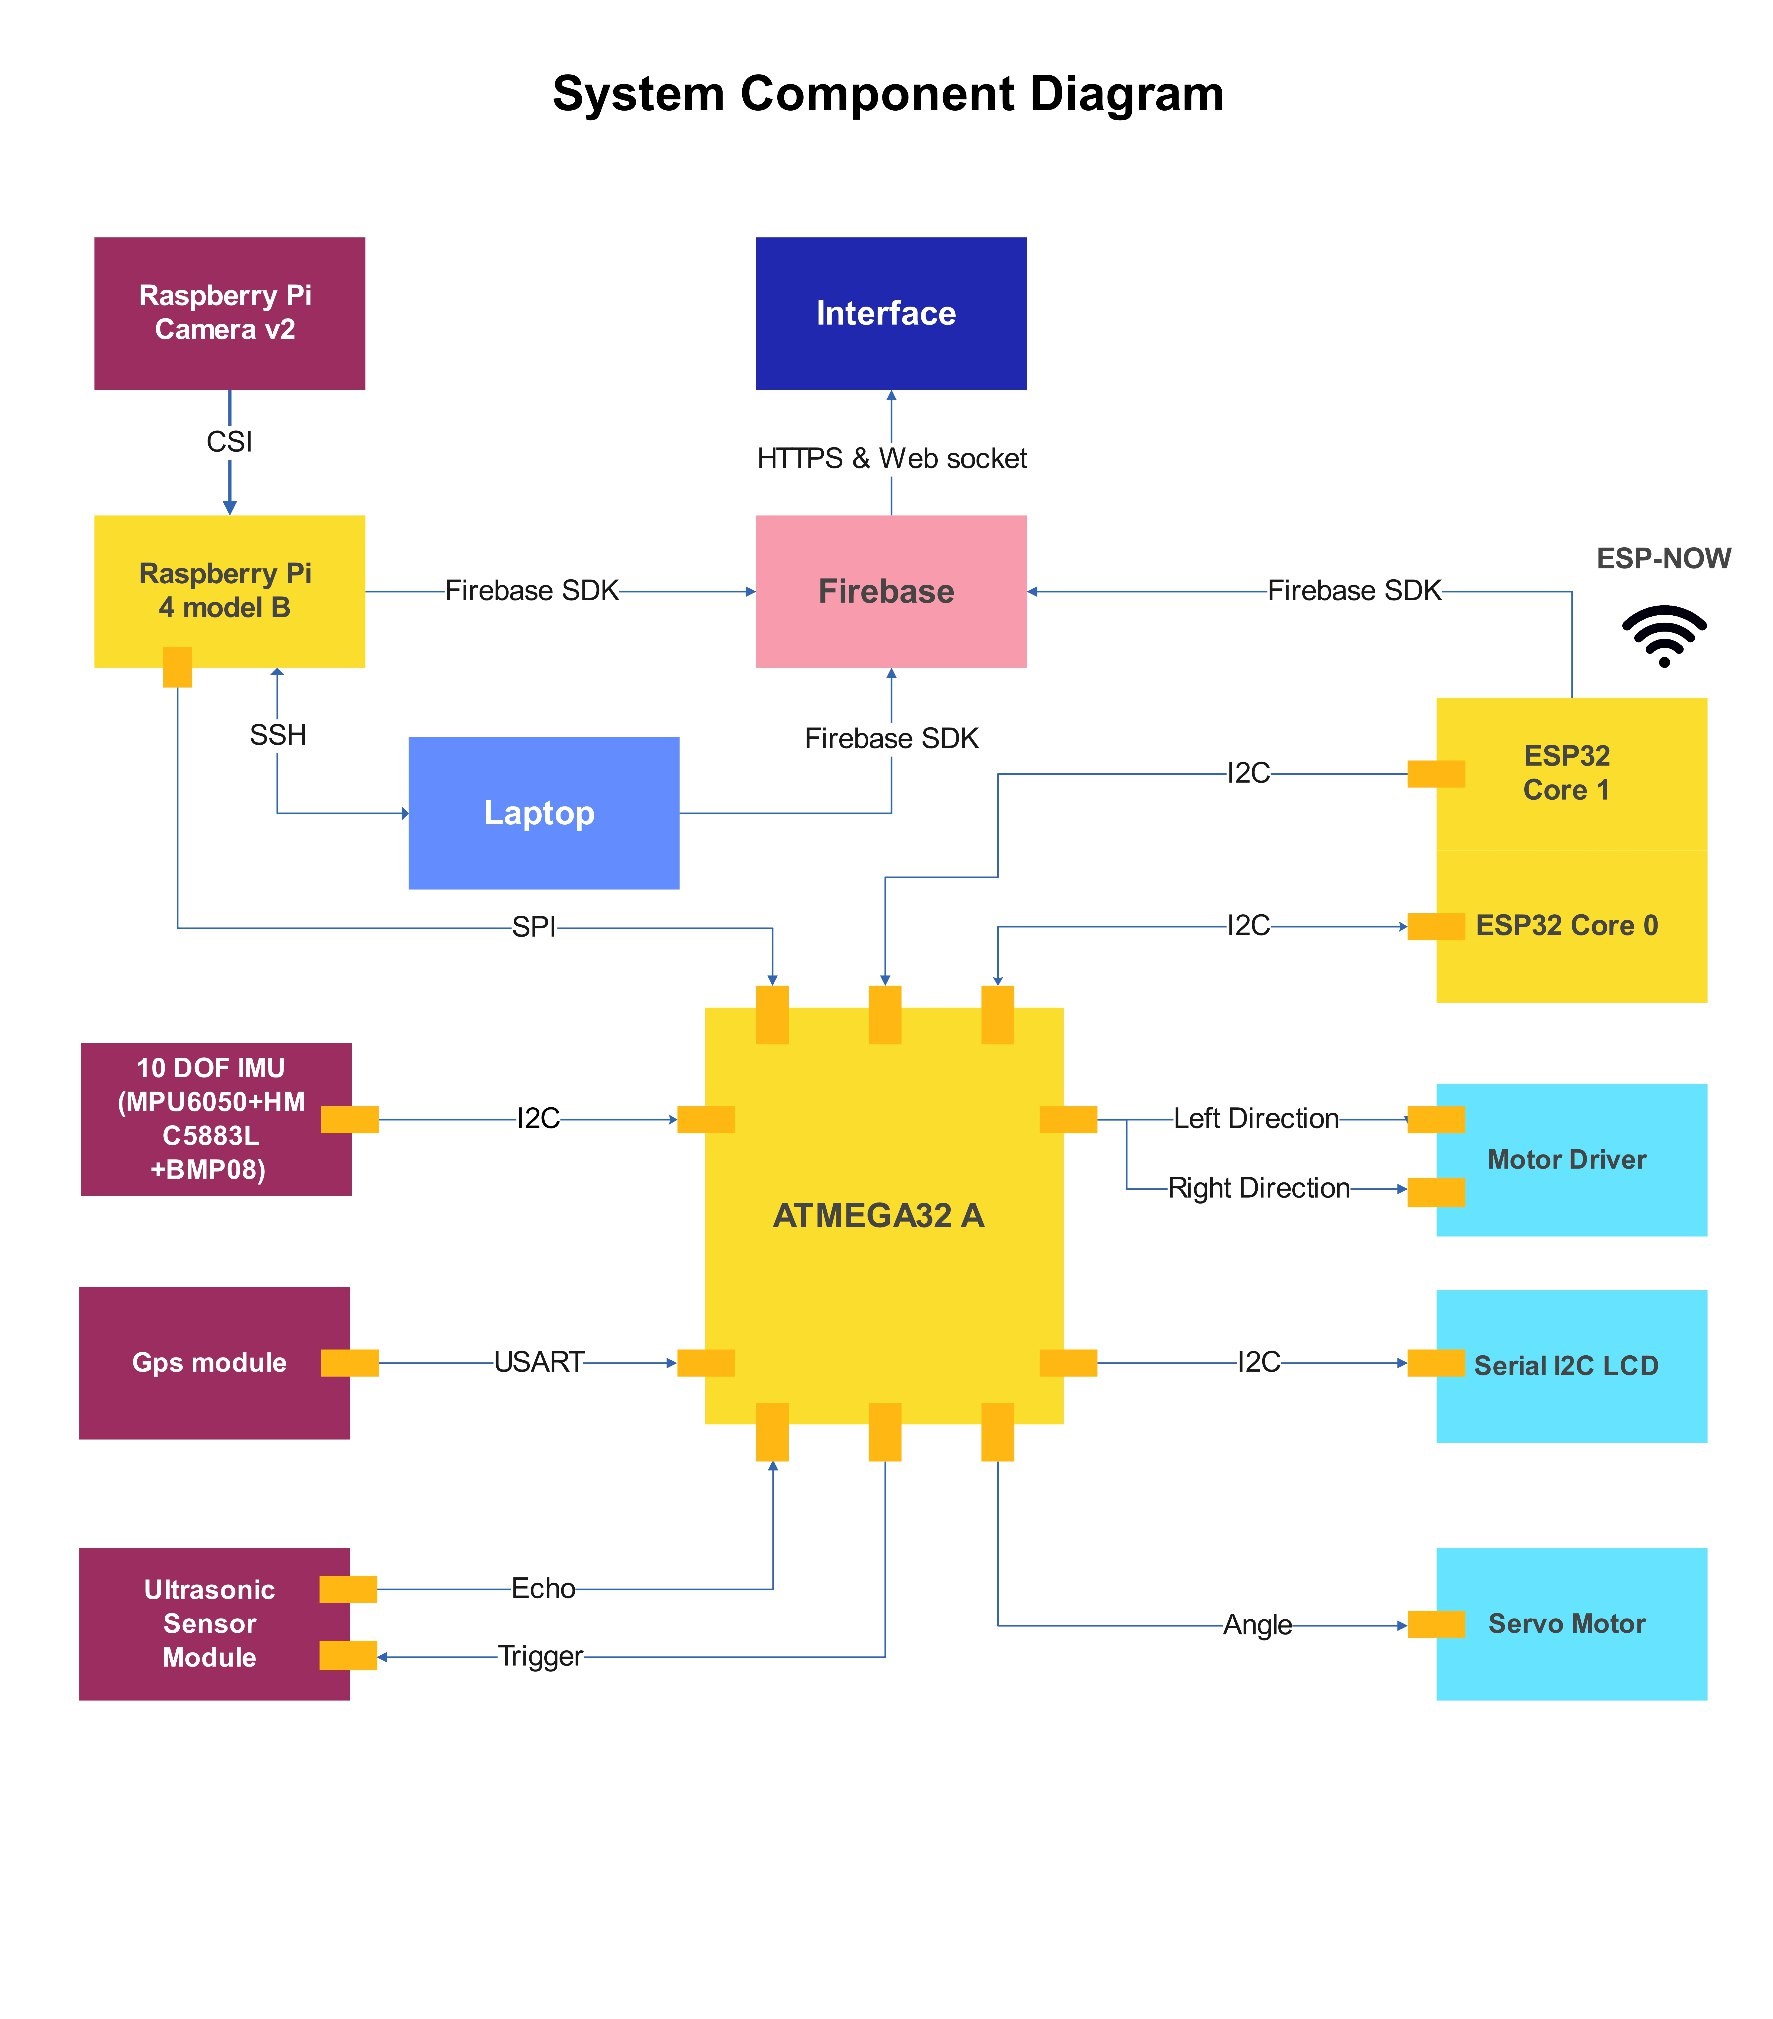 System Component Diagram
Raspberry Pi
Camera v2
Interface
CSI
HTTPS & Web socket
Raspberry Pi
4 model B
Firebase SDK
Firebase
Firebase SDK
ESP-NOW
SSH
Firebase SDK
Laptop
I2C
ESP32
Core 1
SPI
I2C
ESP32 Core 0
10 DOF IMU
(MPU6050+HM
C5883L
+BMP08)
I2C
ATMEGA32 A
Left Direction
Right Direction
Motor Driver
Gps module
USART
I2C
Serial I2C LCD
Ultrasonic
Sensor
Module
Echo
Trigger
Angle
Servo Motor